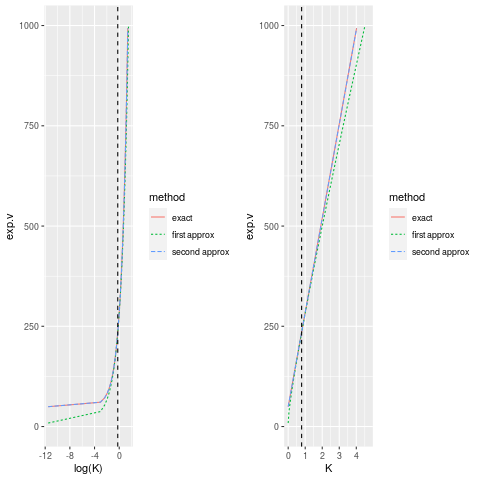 1000
750
500
250
0
exp.v
-12 -8 -4 0
log(K)
method
exact
first approx
second approx
1000
750
500
250
0
exp.v
0 1 2 3 4
K
method
exact
first approx
second approx